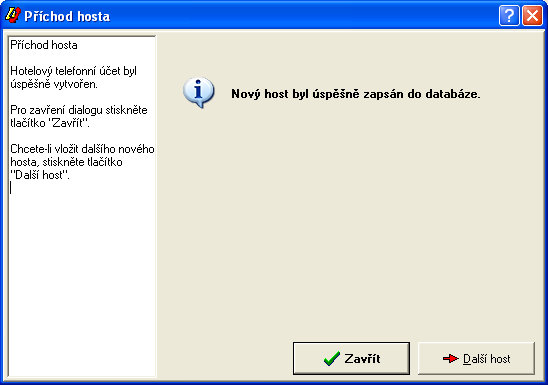 Příchod hosta
Příchod hosta
Hotelový telefonní účet byl
úspěšně vytvořen.
Pro zavření dialogu stiskněte
tlačítko "Zavřít".
Chcete-li vložit dalšího nového
hosta, stiskněte tlačítko
"Další host".
Nový host byl úspěšně zapsán do databáze.
Zavřít
Další host